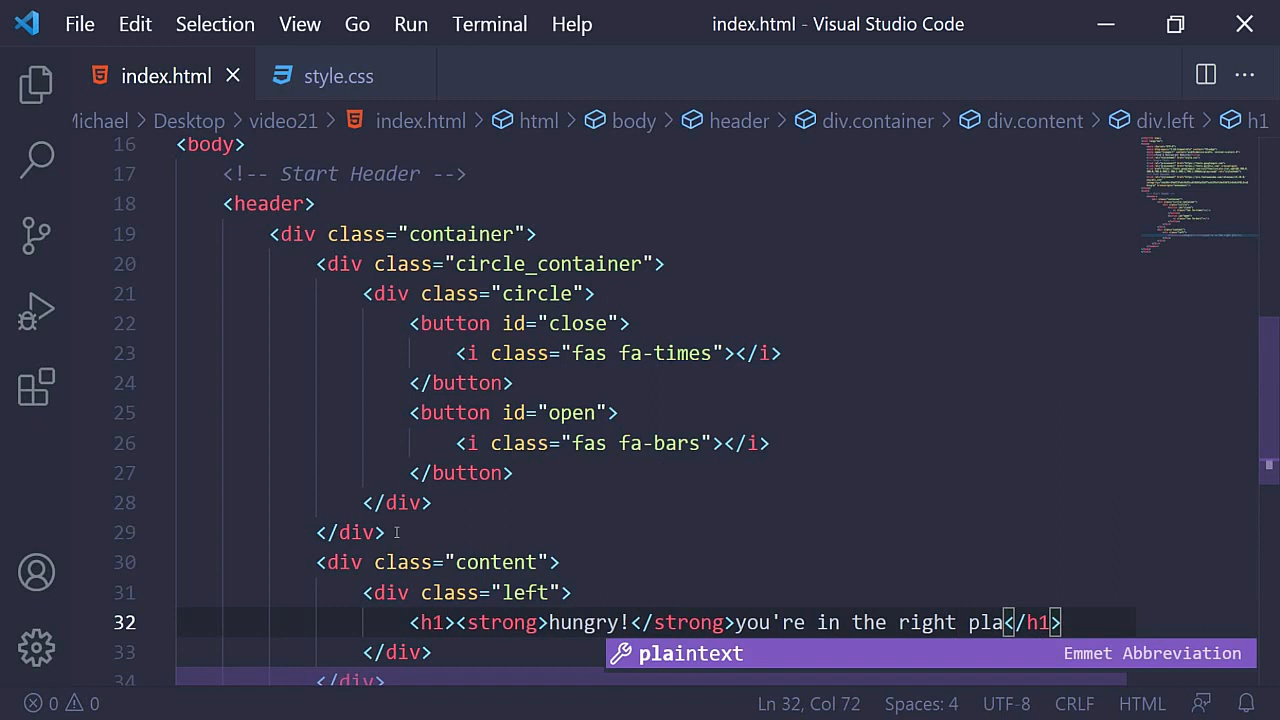 File Edit Selection View Go Run Terminal Help index.html - Visual Studio Code
index.html style.css
Michael > Desktop > video21 > index.html > html > body > header > div.container > div.content > div.left > h1
16 <body>
17 <!-- Start Header -->
18 <header>
19 <div class="container">
20 <div class="circle_container">
21 <div class="circle">
22 <button id="close">
23 <i class="fas fa-times"></i>
24 </button>
25 <button id="open">
26 <i class="fas fa-bars"></i>
27 </button>
28 </div>
29 </div>
30 <div class="content">
31 <div class="left">
32 <h1><strong>hungry!</strong>you're in the right pla</h1>
33 </div>
plaintext Emmet Abbreviation
34 </div>
0 0 Ln 32, Col 72 Spaces: 4 UTF-8 CRLF HTML